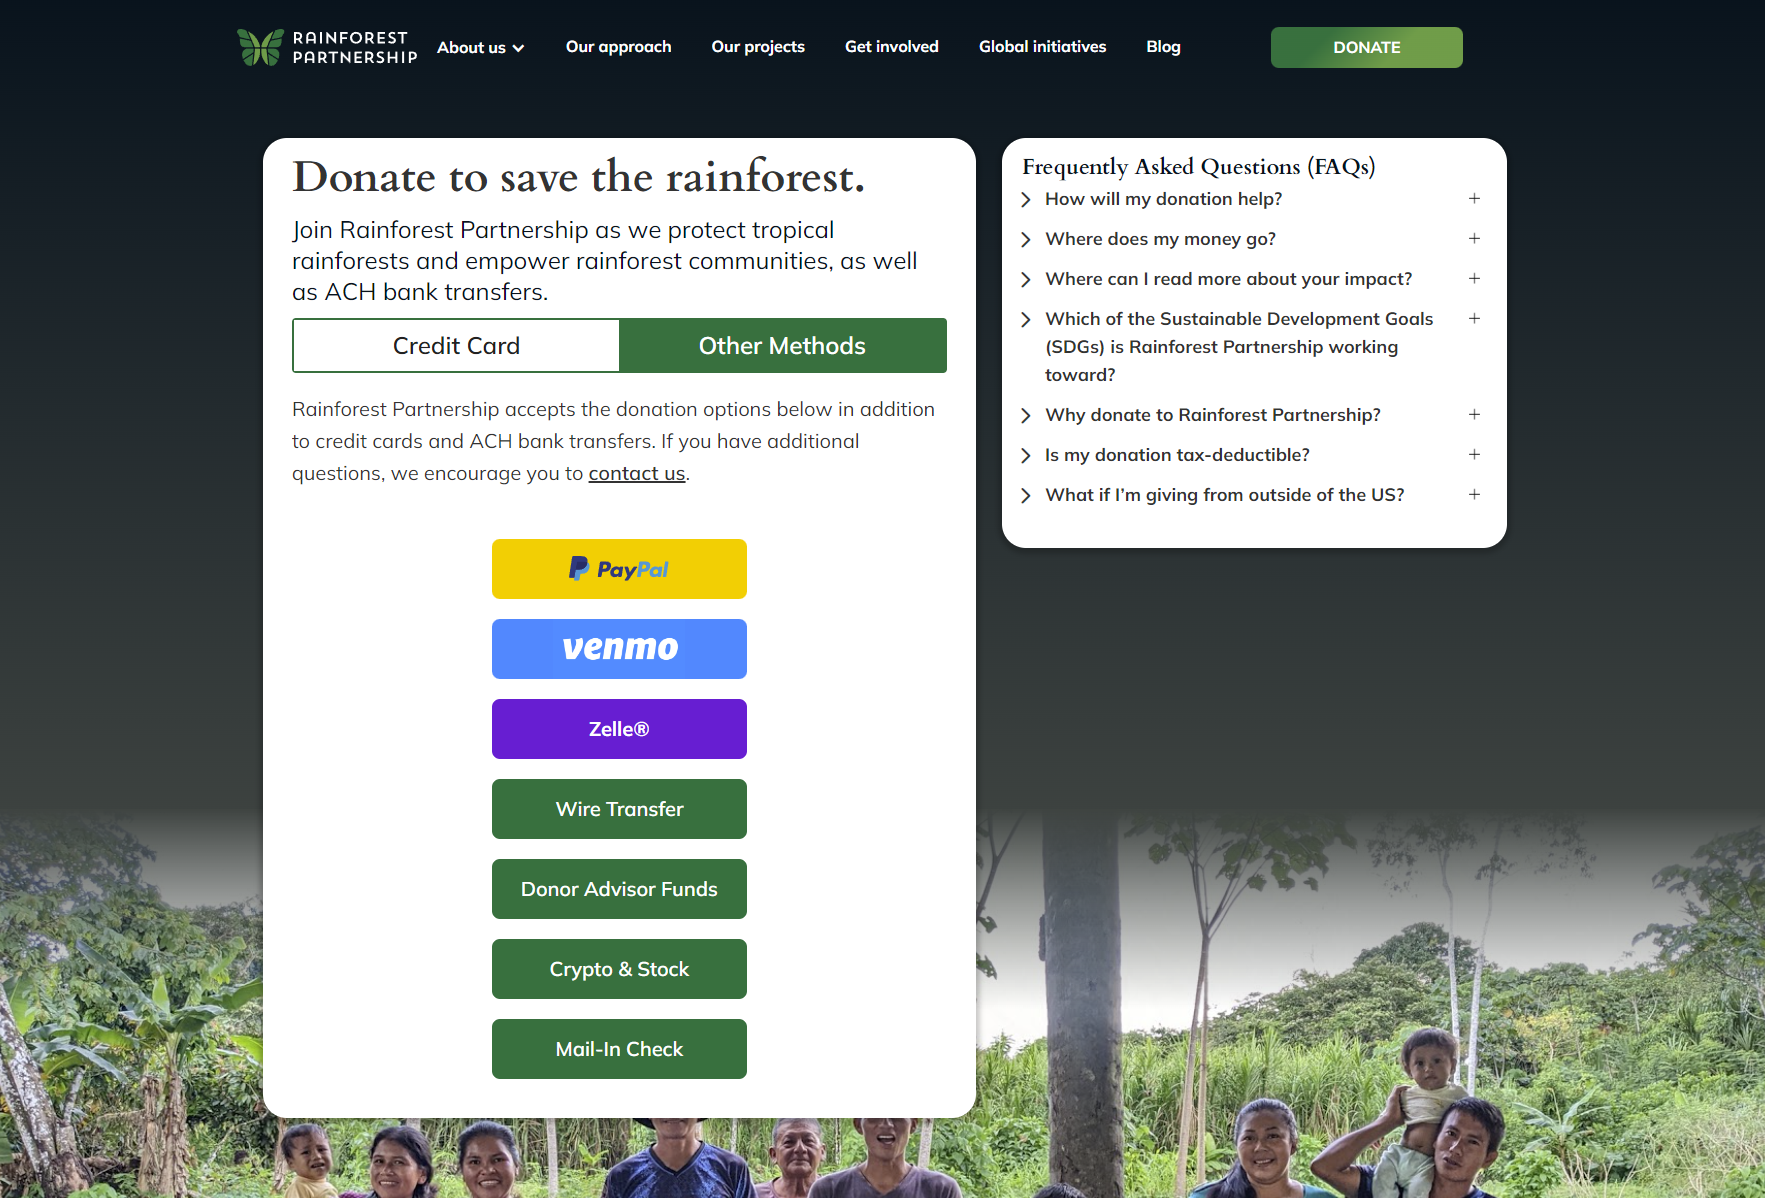 RAINFOREST
PARTNERSHIP
About us
Our approach
Our projects
Get involved
Global initiatives
Blog
DONATE
Donate to save the rainforest.
Join Rainforest Partnership as we protect tropical
rainforests and empower rainforest communities, as well
as ACH bank transfers.
Credit Card
Other Methods
Rainforest Partnership accepts the donation options below in addition
to credit cards and ACH bank transfers. If you have additional
questions, we encourage you to contact us.
PayPal
venmo
Zelle®
Wire Transfer
Donor Advisor Funds
Crypto & Stock
Mail-In Check
Frequently Asked Questions (FAQs)
How will my donation help?
Where does my money go?
Where can I read more about your impact?
Which of the Sustainable Development Goals
(SDGs) is Rainforest Partnership working
toward?
Why donate to Rainforest Partnership?
Is my donation tax-deductible?
What if I’m giving from outside of the US?